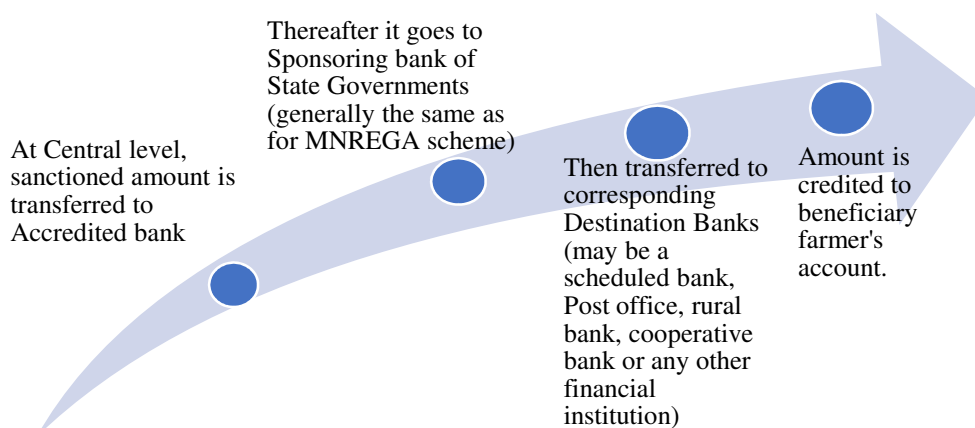 At Central level,
sanctioned amount is
transferred to
Accredited bank
Thereafter it goes to
Sponsoring bank of
State Governments
(generally the same as
for MNREGA scheme)
Then transferred to
corresponding
Destination Banks
(may be a
scheduled bank,
Post office, rural
bank, cooperative
bank or any other
financial
institution)
Amount is
credited to
beneficiary
farmer's
account.